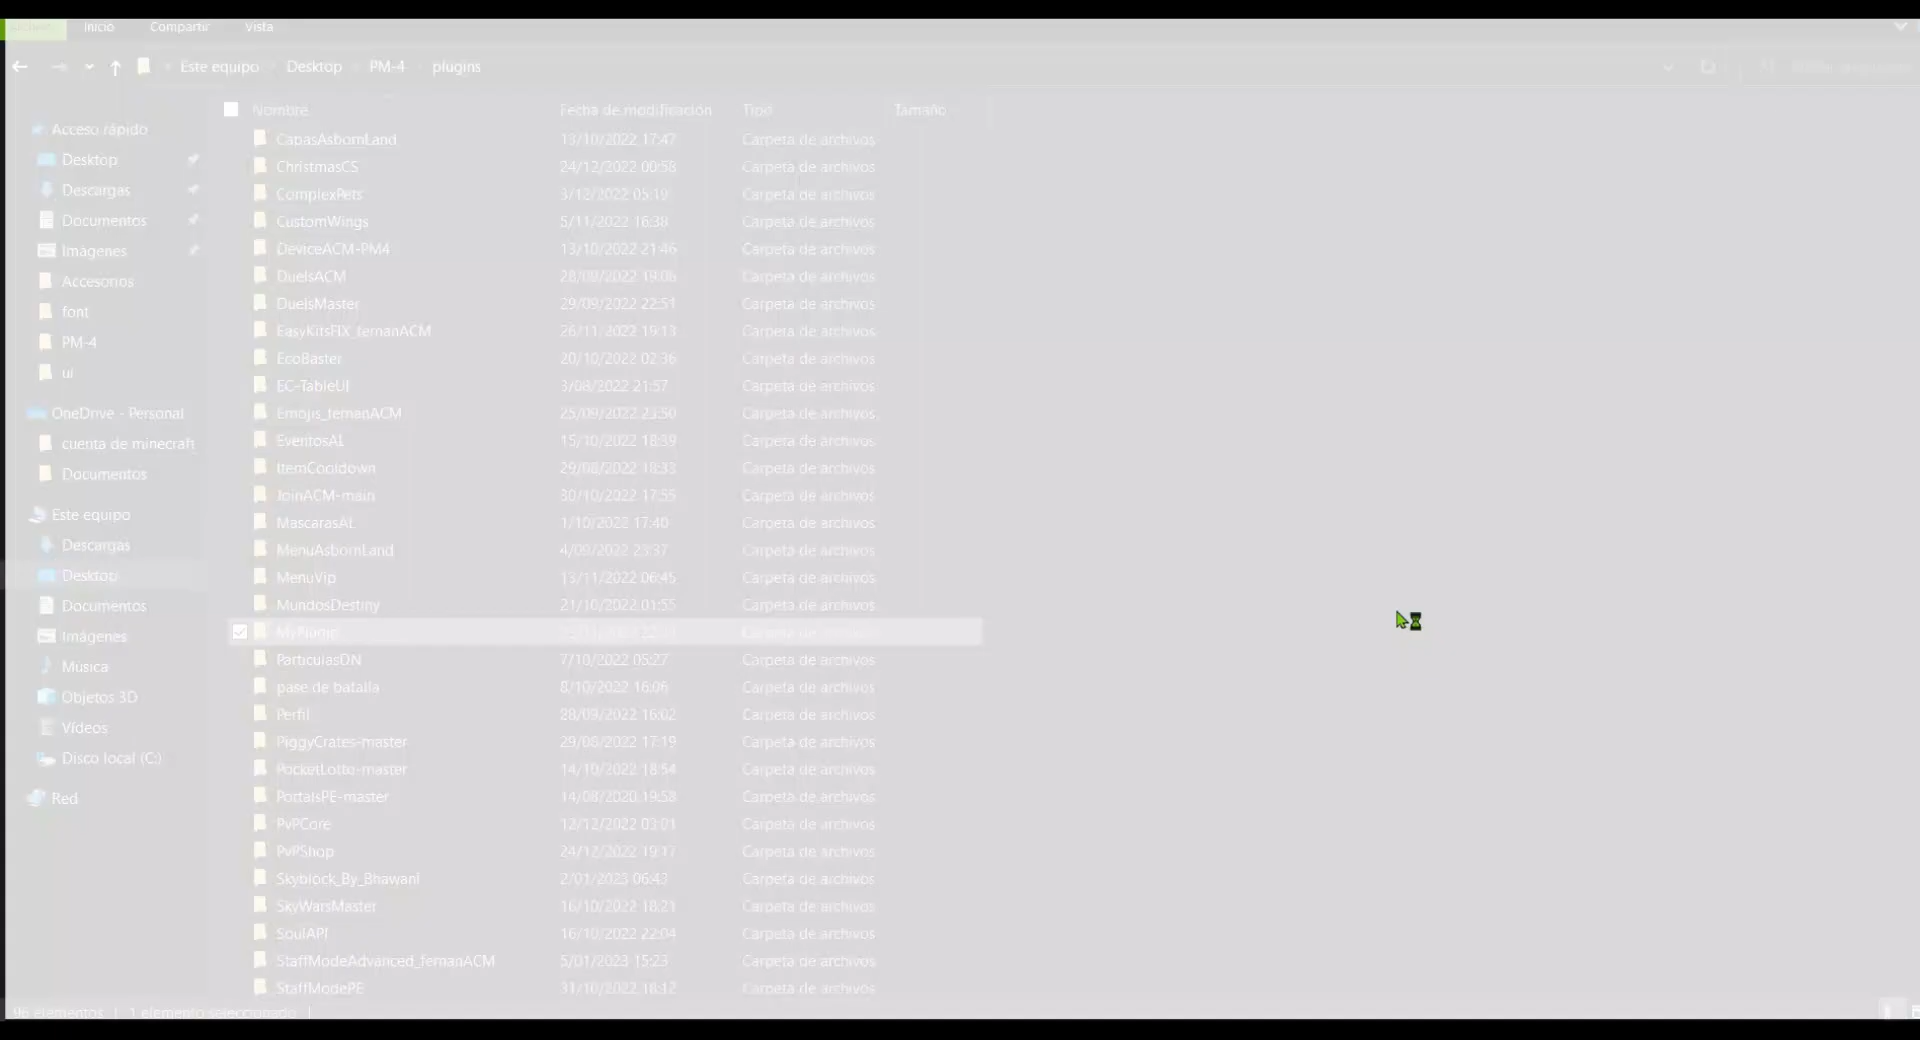 Inicio Compartir Vista
Este equipo Desktop PM-4 plugins
Nombre Fecha de modificación Tipo Tamaño
Acceso rápido
Desktop
Descargas
Documentos
Imágenes
Accesorios
font
PM-4
ui
OneDrive - Personal
cuenta de minecraft
Documentos
Este equipo
Descargas
Desktop
Documentos
Imágenes
Música
Objetos 3D
Vídeos
Disco local (C:)
Red
CapasAsbornLand 13/10/2022 17:47 Carpeta de archivos
ChristmasCS 24/12/2022 00:58 Carpeta de archivos
ComplexPets 3/12/2022 05:19 Carpeta de archivos
CustomWings 5/11/2022 16:38 Carpeta de archivos
DeviceACM-PM4 13/10/2022 21:46 Carpeta de archivos
DuelsACM Carpeta de archivos
DuelsMaster 29/09/2022 22:51 Carpeta de archivos
EasyKitsFIX_fernanACM 26/11/2022 19:13 Carpeta de archivos
EcoBaster 20/10/2022 02:36 Carpeta de archivos
EC-TableUI 3/08/2022 21:57 Carpeta de archivos
Emojis_fernanACM 25/09/2022 23:50 Carpeta de archivos
EventosAL 15/10/2022 18:39 Carpeta de archivos
ItemCooldown 29/08/2022 18:33 Carpeta de archivos
JoinACM-main 30/10/2022 17:55 Carpeta de archivos
MascarasAL 1/10/2022 17:40 Carpeta de archivos
MenuAsbornLand 4/09/2022 23:37 Carpeta de archivos
MenuVip 13/11/2022 06:45 Carpeta de archivos
MundosDestiny 21/10/2022 01:55 Carpeta de archivos
MyPlugin Carpeta de archivos
ParticulasDN 7/10/2022 05:27 Carpeta de archivos
pase de batalla 8/10/2022 16:06 Carpeta de archivos
Perfil 28/09/2022 16:02 Carpeta de archivos
PiggyCrates-master 29/08/2022 17:19 Carpeta de archivos
PocketLotto-master 14/10/2022 18:54 Carpeta de archivos
PortalsPE-master 14/08/2020 19:58 Carpeta de archivos
PvPCore 12/12/2022 03:01 Carpeta de archivos
PvPShop 24/12/2022 19:17 Carpeta de archivos
Skyblock_By_Bhawani 2/01/2023 06:43 Carpeta de archivos
SkyWarsMaster 16/10/2022 18:21 Carpeta de archivos
SoulAPI 16/10/2022 22:04 Carpeta de archivos
StaffModeAdvanced_fernanACM 5/01/2023 15:23 Carpeta de archivos
StaffModePE 31/10/2022 18:12 Carpeta de archivos
96 elementos 1 elemento seleccionado